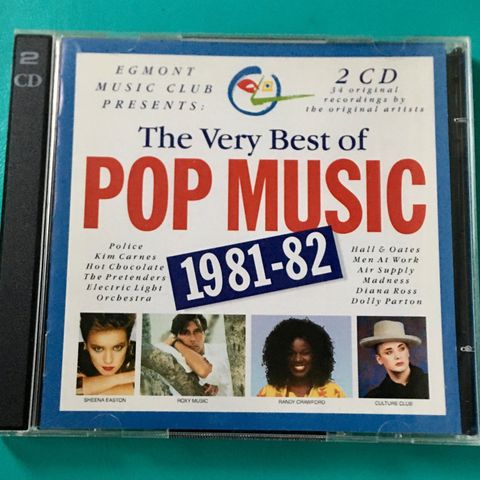 2
CD
EGMONT
MUSIC CLUB
PRESENTS:
2 CD
34 original
recordings by
the original artists
The Very Best of
POP MUSIC
1981-82
Police
Kim Carnes
Hot Chocolate
The Pretenders
Electric Light
Orchestra
Hall & Oates
Men At Work
Air Supply
Madness
Diana Ross
Dolly Parton
SHEENA EASTON
ROXY MUSIC
RANDY CRAWFORD
CULTURE CLUB